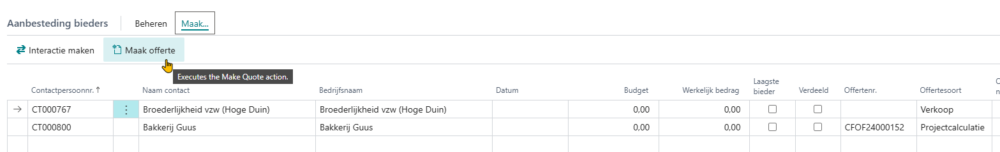 Aanbesteding bieders Beheren Maak...
Interactie maken Maak offerte
Executes the Make Quote action.
Contactpersoonnr. ↑ Naam contact Bedrijfsnaam Datum Budget Werkelijk bedrag Laagste bieder Verdeeld Offertenr. Offertesoort
→ CT000767 Broederlijkheid vzw (Hoge Duin) Broederlijkheid vzw (Hoge Duin) 0,00 0,00 Verkoop
CT000800 Bakkerij Guus Bakkerij Guus 0,00 0,00 CFOF24000152 Projectcalculatie